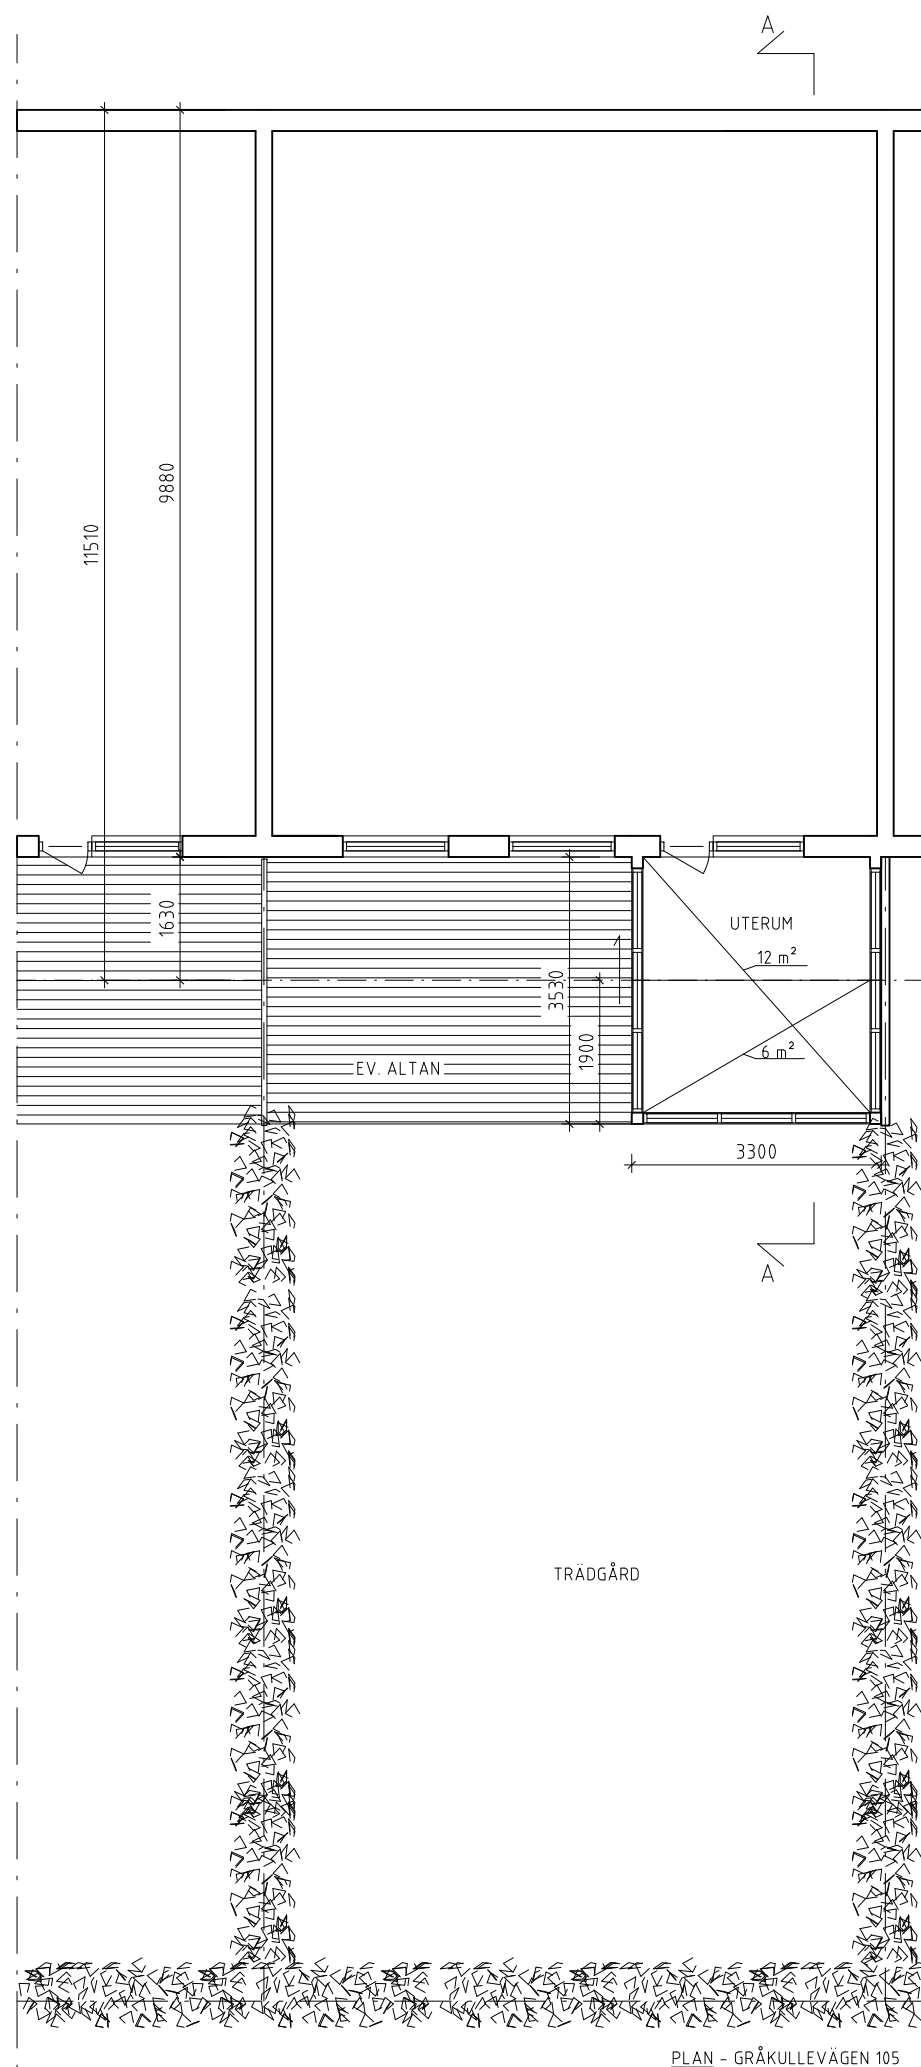 A
9880
11510
UTERUM
1630
12 m²
3530
1900
6 m²
EV. ALTAN
3300
A
TRÄDGÅRD
PLAN - GRÅKULLEVÄGEN 105